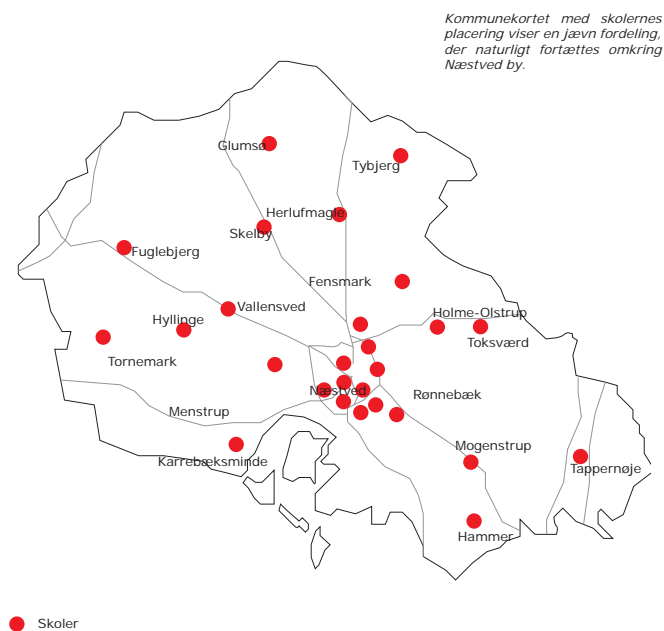 Kommunekortet med skolernes
placering viser en jævn fordeling,
der naturligt fortættes omkring
Næstved by.
Glumsø
Tybjerg
Herlufmagle
Skelby
Fuglebjerg
Fensmark
Vallensved
Holme-Olstrup
Hyllinge
Toksværd
Tornemark
Næstved
Rønnebæk
Menstrup
Mogenstrup
Karrebæksminde
Tappernøje
Hammer
Skoler